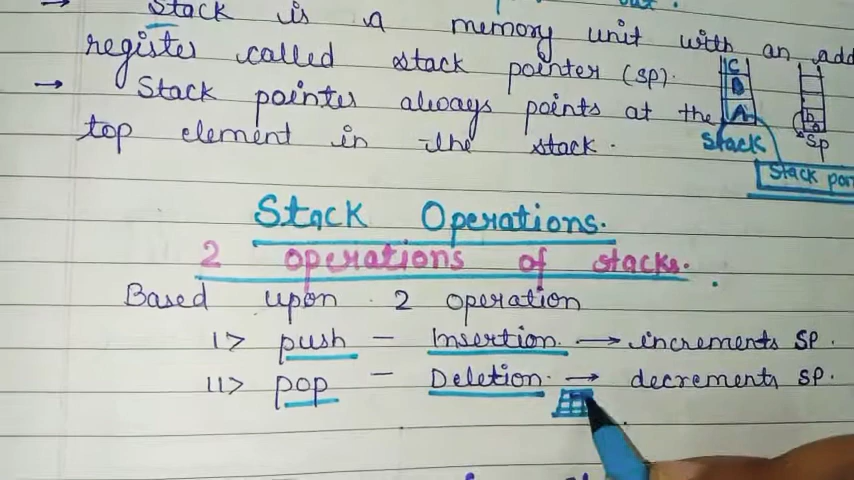 out.
→ Stack is a memory unit with an add
register called stack pointer (SP).
→ Stack pointer always points at the
top element in the stack.
C
B
A
Stack
SP
Stack poin
Stack Operations.
2 operations of stacks.
Based upon 2 operation
I> push – Insertion. → increments SP.
II> pop – Deletion. → decrements SP.